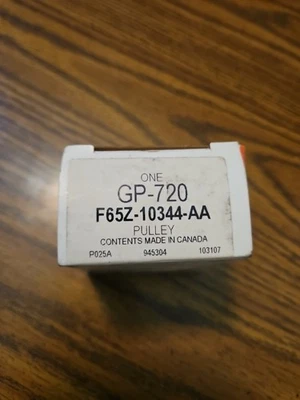 ONE
GP-720
F65Z-10344-AA
PULLEY
CONTENTS MADE IN CANADA
P025A 945304 103107